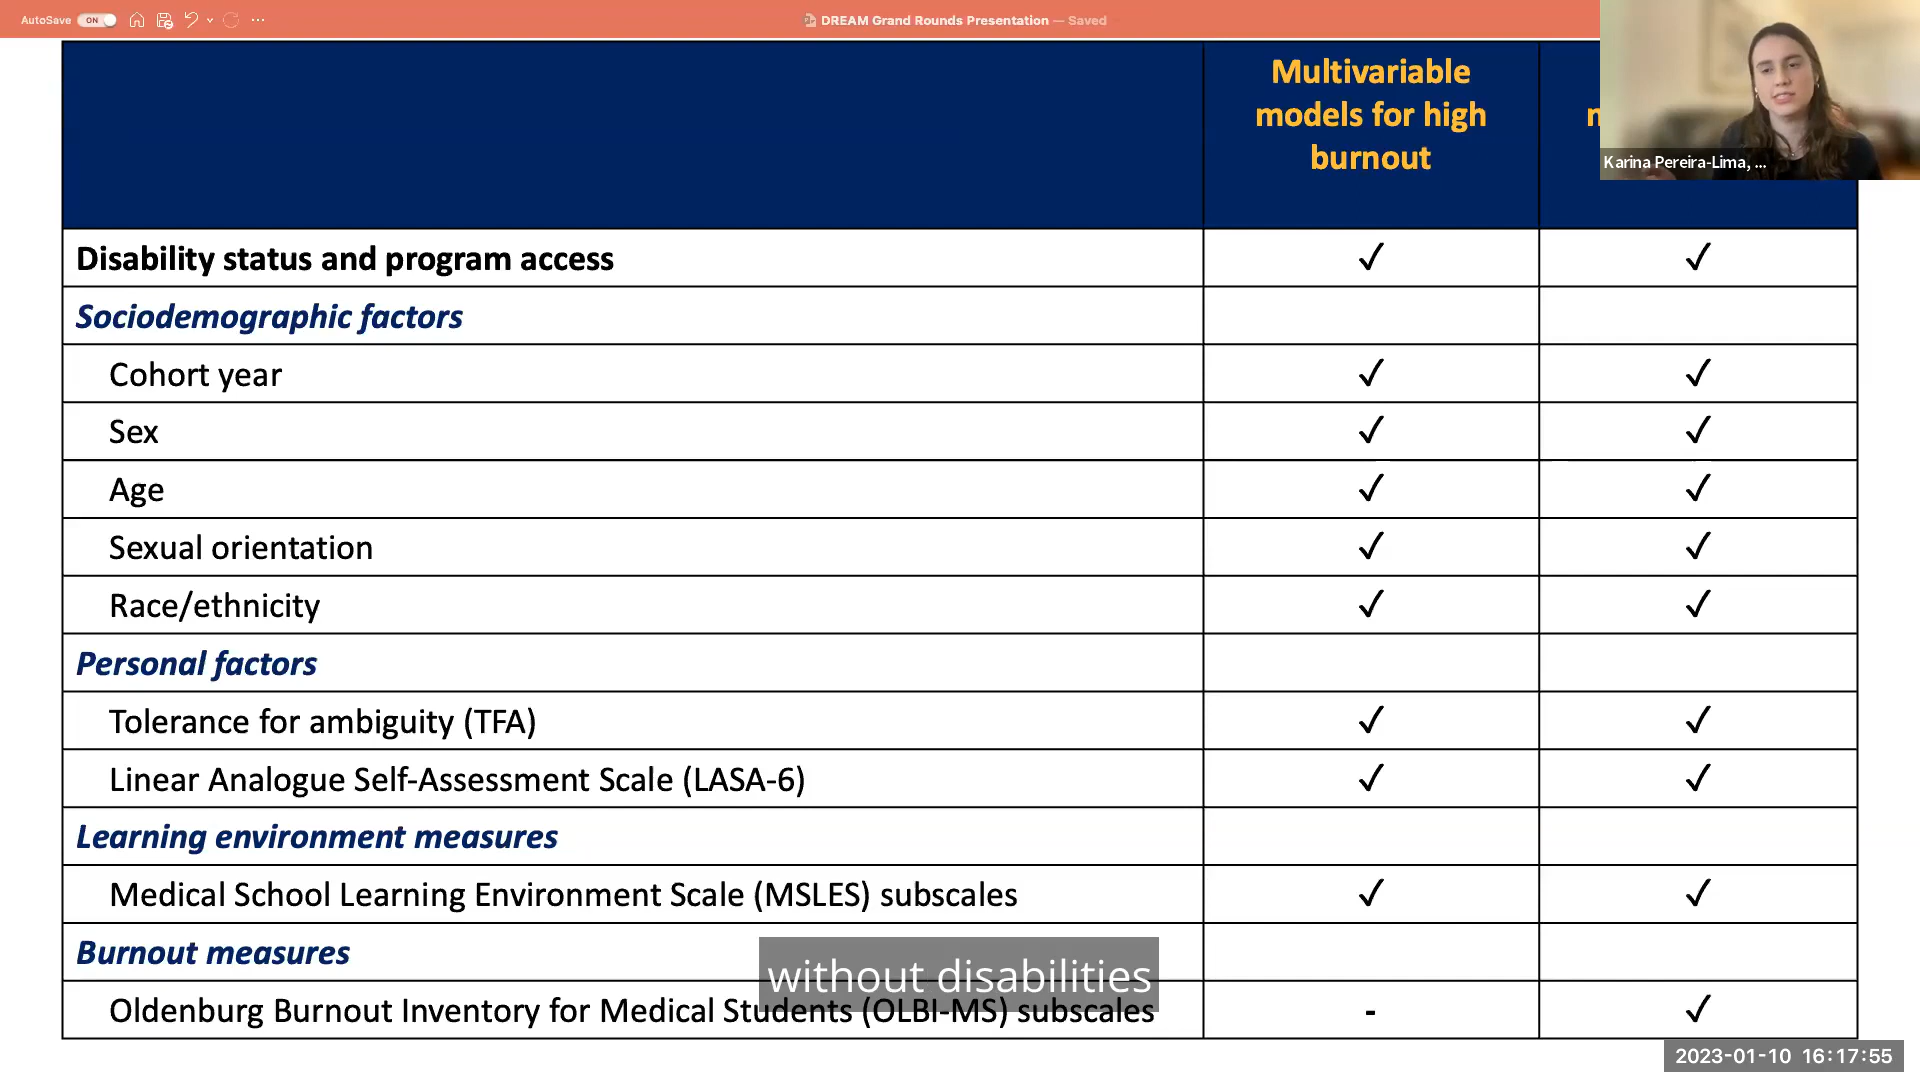 AutoSave ON
DREAM Grand Rounds Presentation — Saved
Multivariable
models for high
burnout
Karina Pereira-Lima, ...
Disability status and program access ✓ ✓
Sociodemographic factors
Cohort year ✓ ✓
Sex ✓ ✓
Age ✓ ✓
Sexual orientation ✓ ✓
Race/ethnicity ✓ ✓
Personal factors
Tolerance for ambiguity (TFA) ✓ ✓
Linear Analogue Self-Assessment Scale (LASA-6) ✓ ✓
Learning environment measures
Medical School Learning Environment Scale (MSLES) subscales ✓ ✓
Burnout measures
without disabilities
Oldenburg Burnout Inventory for Medical Students (OLBI-MS) subscales - ✓
2023-01-10 16:17:55